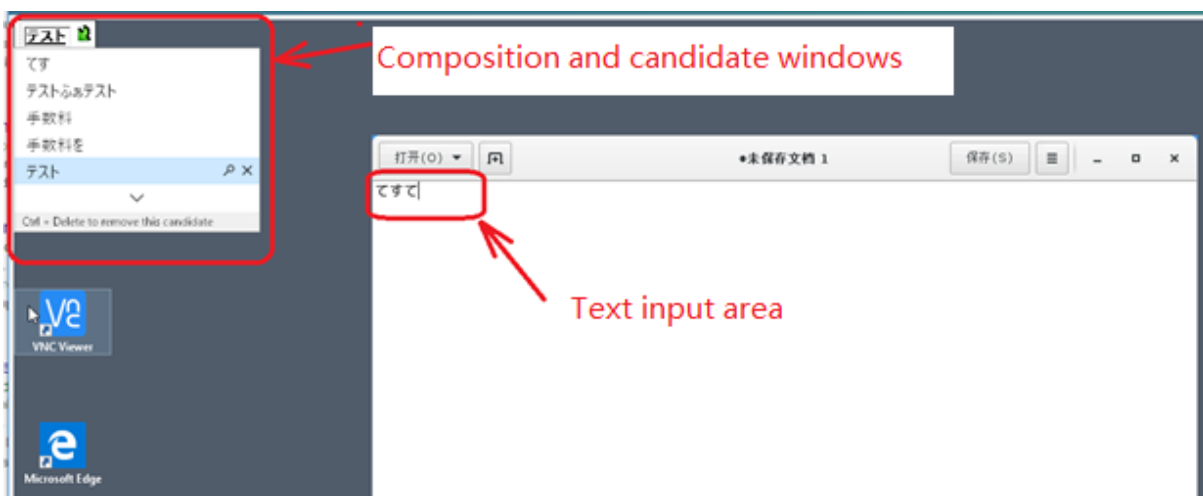 テスト
てす
テストふぁテスト
手数料
手数料を
テスト
Ctrl + Delete to remove this candidate
Composition and candidate windows
打开(O)
•未保存文档 1
保存(S)
てすて
Text input area
VNC Viewer
Microsoft Edge